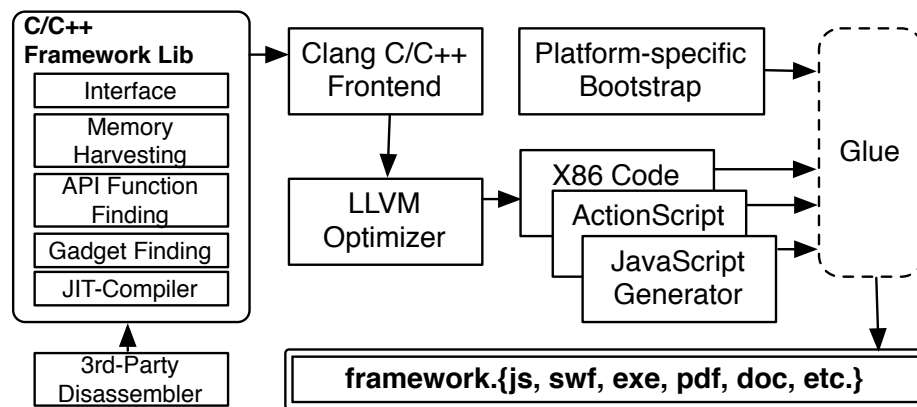 C/C++
Framework Lib
Interface
Memory
Harvesting
API Function
Finding
Gadget Finding
JIT-Compiler
3rd-Party
Disassembler
Clang C/C++
Frontend
LLVM
Optimizer
Platform-specific
Bootstrap
X86 Code
ActionScript
JavaScript
Generator
Glue
framework.{js, swf, exe, pdf, doc, etc.}